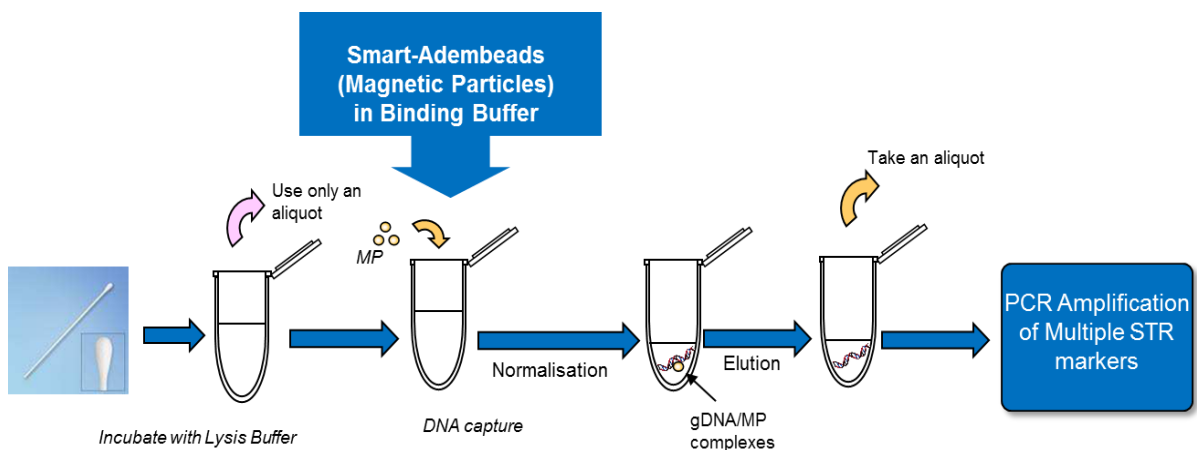 Smart-Adembeads
(Magnetic Particles)
in Binding Buffer
Use only an
aliquot
MP
Take an aliquot
Incubate with Lysis Buffer
DNA capture
Normalisation
gDNA/MP
complexes
Elution
PCR Amplification
of Multiple STR
markers